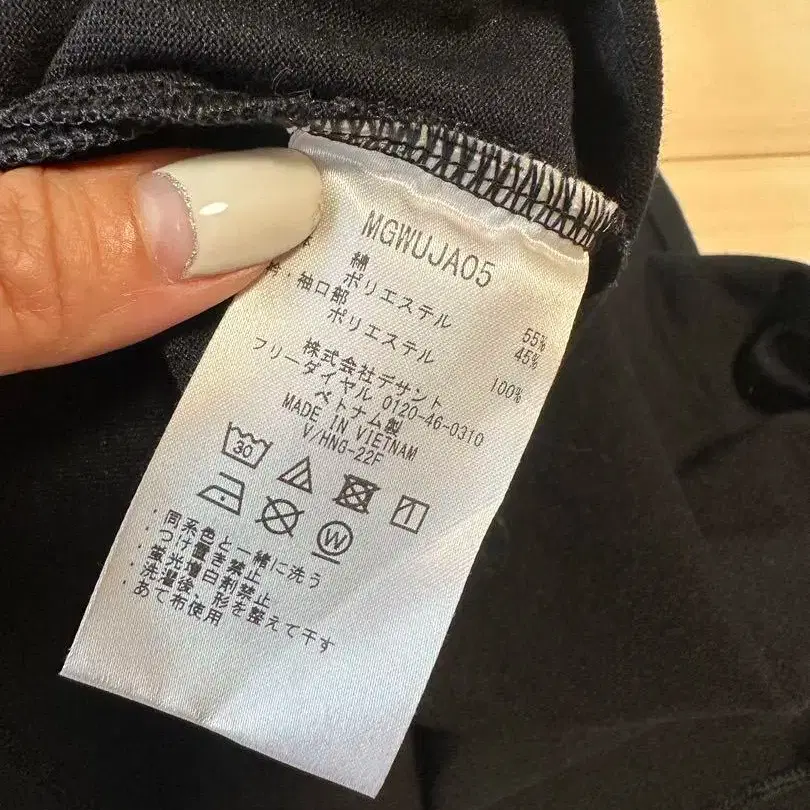 MGWUJA05
綿 55%
ポリエステル 45%
袖口部
ポリエステル 100%
株式会社デサント
フリーダイヤル 0120-46-0310
ベトナム製
MADE IN VIETNAM
V/HNG-22F
30
W
・同系色と一緒に洗う
・つけ置き禁止
・蛍光増白剤禁止
・洗濯後、形を整えて干す
・あて布使用